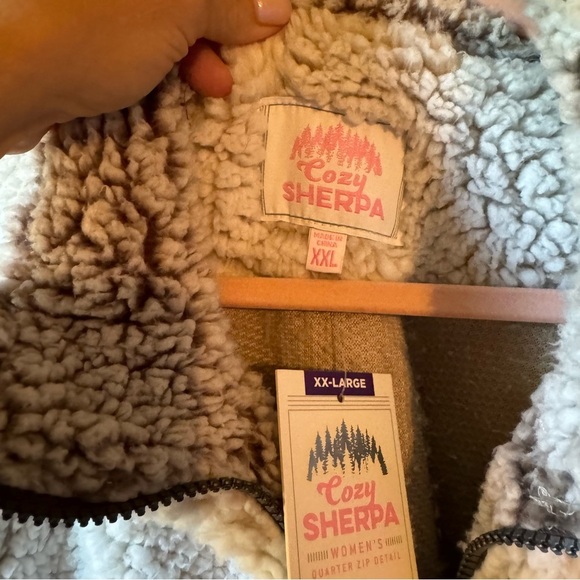 Cozy
SHERPA
MADE IN
CHINA
XXL
XX-LARGE
Cozy
SHERPA
WOMEN'S
QUARTER ZIP DETAIL